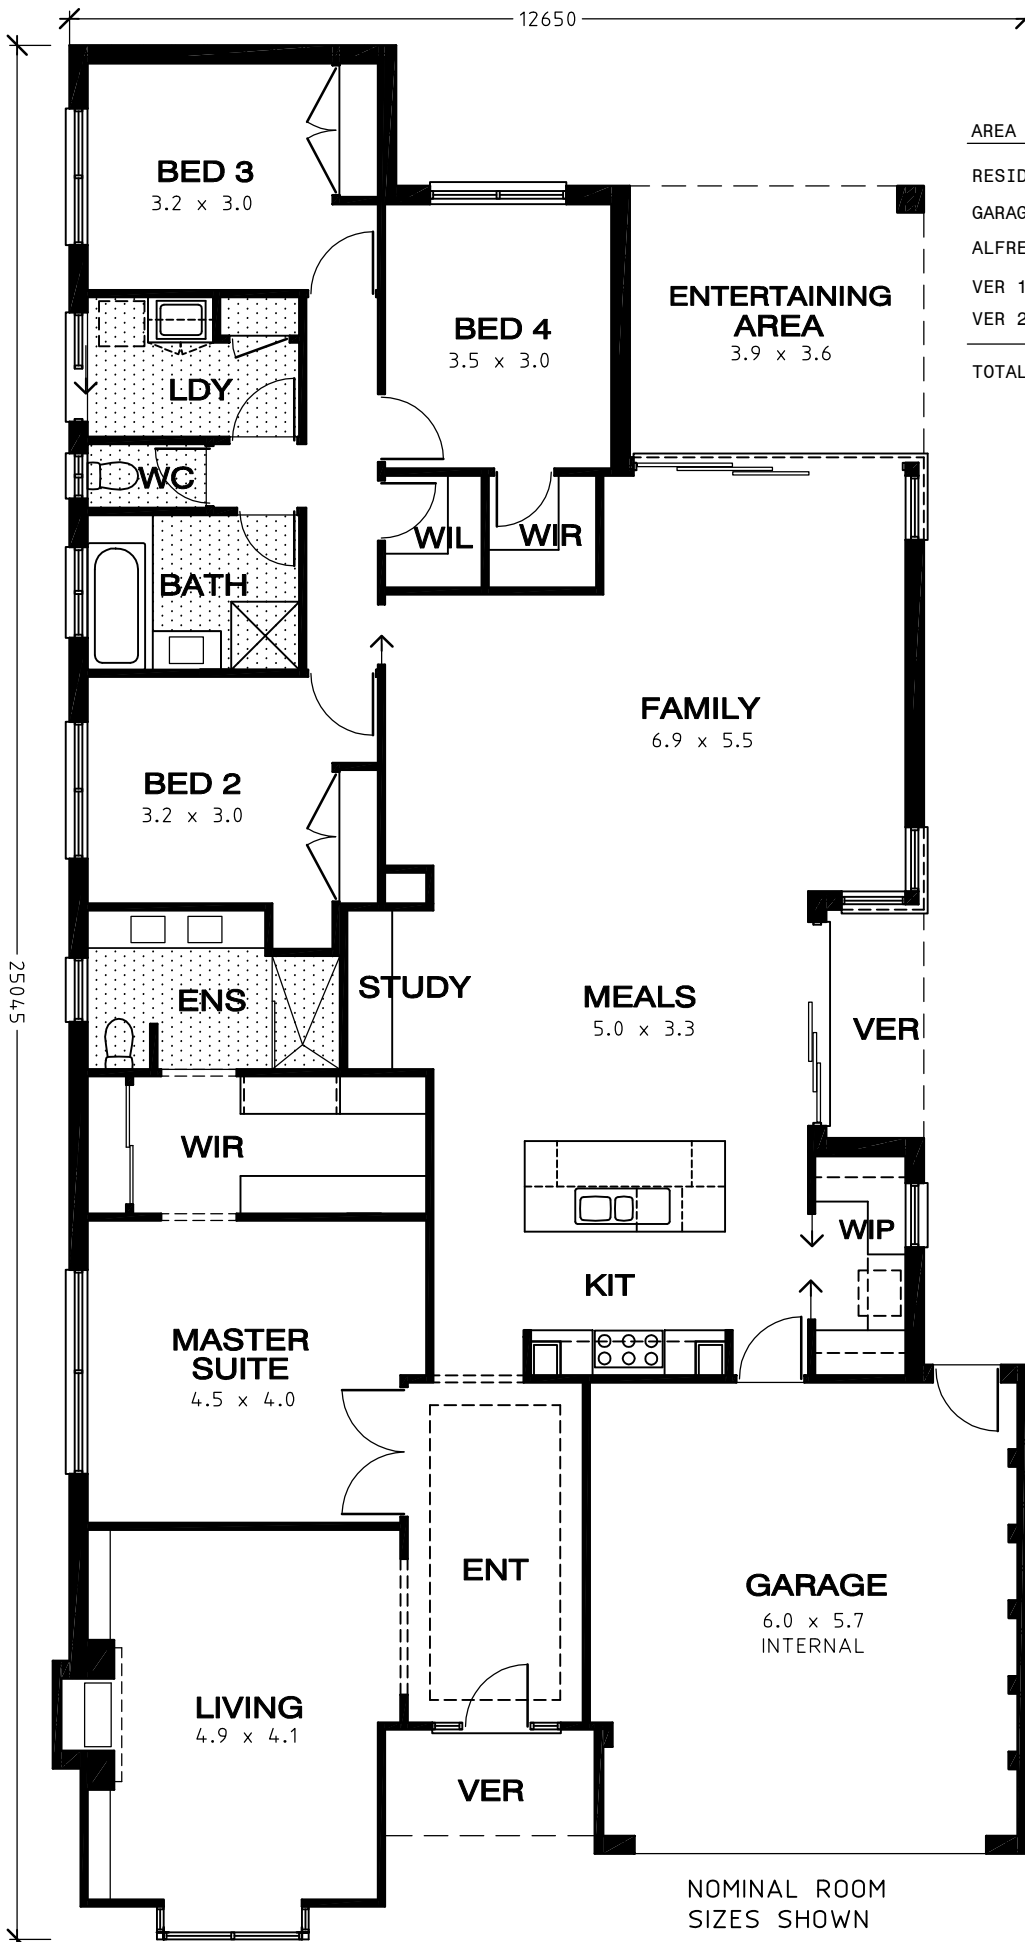 12650
AREA
RESID
GARAG
ALFRE
VER 1
VER 2
TOTAL
BED 3
3.2 x 3.0
BED 4
3.5 x 3.0
ENTERTAINING
AREA
3.9 x 3.6
LDY
WC
WIL
WIR
BATH
FAMILY
6.9 x 5.5
BED 2
3.2 x 3.0
25045
ENS
STUDY
MEALS
5.0 x 3.3
VER
WIR
WIP
KIT
MASTER
SUITE
4.5 x 4.0
ENT
GARAGE
6.0 x 5.7
INTERNAL
LIVING
4.9 x 4.1
VER
NOMINAL ROOM
SIZES SHOWN